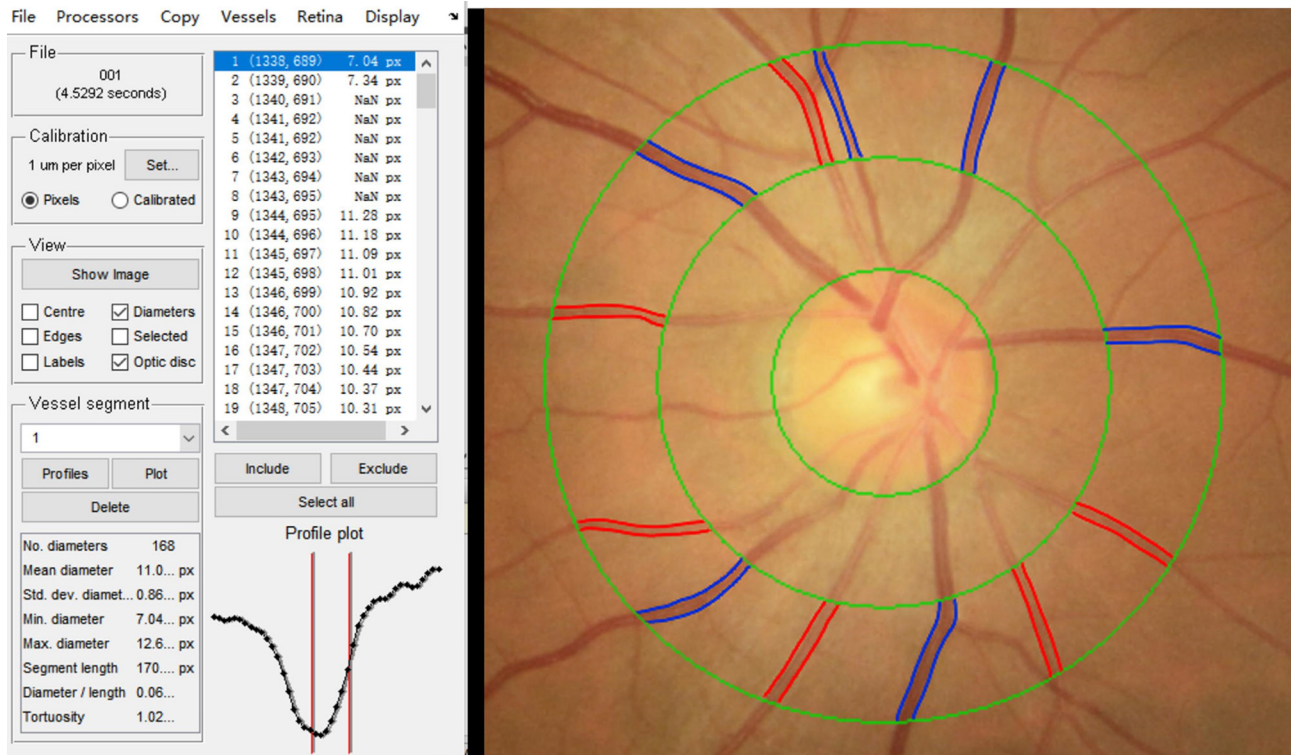 File Processors Copy Vessels Retina Display
File
001
(4.5292 seconds)
Calibration
1 um per pixel Set...
Pixels Calibrated
View
Show Image
Centre Diameters
Edges Selected
Labels Optic disc
Vessel segment
1
Profiles Plot
Delete
No. diameters 168
Mean diameter 11.0... px
Std. dev. diamet... 0.86... px
Min. diameter 7.04... px
Max. diameter 12.6... px
Segment length 170.... px
Diameter / length 0.06...
Tortuosity 1.02...
1 (1338, 689) 7.04 px
2 (1339, 690) 7.34 px
3 (1340, 691) NaN px
4 (1341, 692) NaN px
5 (1341, 692) NaN px
6 (1342, 693) NaN px
7 (1343, 694) NaN px
8 (1343, 695) NaN px
9 (1344, 695) 11.28 px
10 (1344, 696) 11.18 px
11 (1345, 697) 11.09 px
12 (1345, 698) 11.01 px
13 (1346, 699) 10.92 px
14 (1346, 700) 10.82 px
15 (1346, 701) 10.70 px
16 (1347, 702) 10.54 px
17 (1347, 703) 10.44 px
18 (1347, 704) 10.37 px
19 (1348, 705) 10.31 px
Include Exclude
Select all
Profile plot